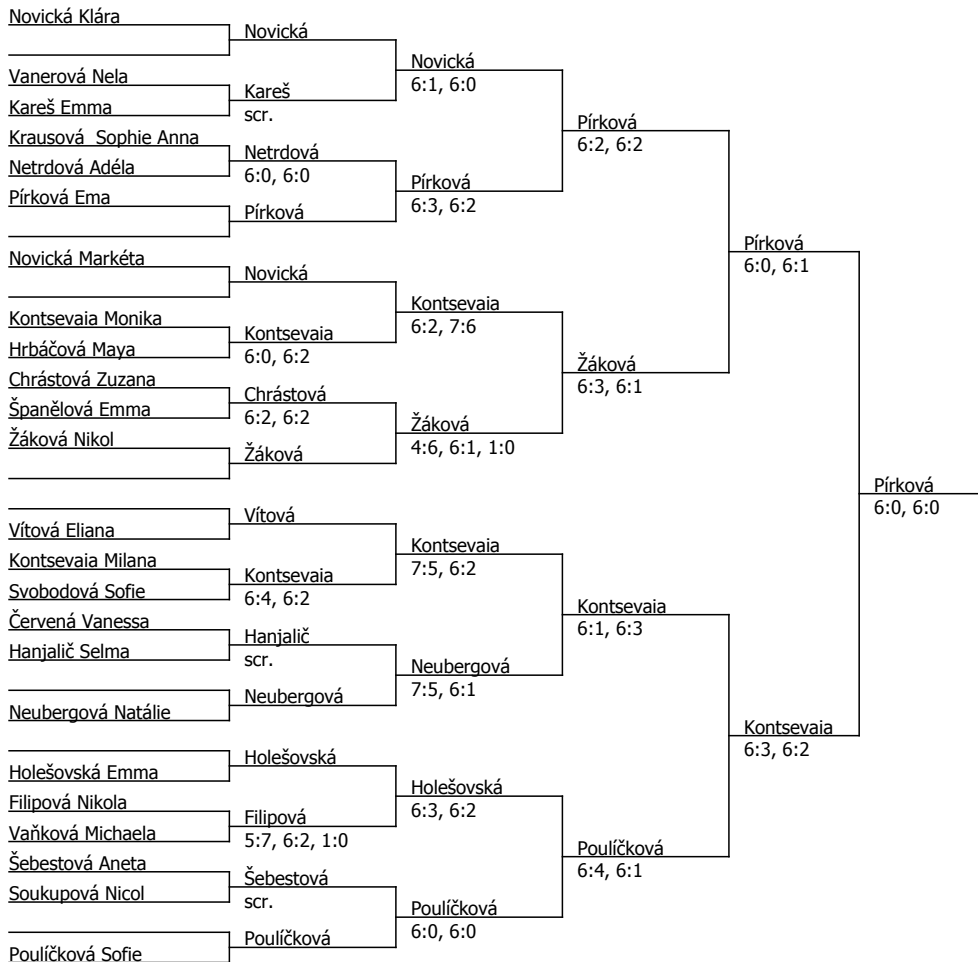 Novická Klára
Vanerová Nela
Kareš Emma
Krausová  Sophie Anna
Netrdová Adéla
Pírková Ema
Novická Markéta
Kontsevaia Monika
Hrbáčová Maya
Chrástová Zuzana
Španělová Emma
Žáková Nikol
Vítová Eliana
Kontsevaia Milana
Svobodová Sofie
Červená Vanessa
Hanjalič Selma
Neubergová Natálie
Holešovská Emma
Filipová Nikola
Vaňková Michaela
Šebestová Aneta
Soukupová Nicol
Poulíčková Sofie
Novická
Kareš
scr.
Netrdová
6:0, 6:0
Pírková
Novická
Kontsevaia
6:0, 6:2
Chrástová
6:2, 6:2
Žáková
Vítová
Kontsevaia
6:4, 6:2
Hanjalič
scr.
Neubergová
Holešovská
Filipová
5:7, 6:2, 1:0
Šebestová
scr.
Poulíčková
Novická
6:1, 6:0
Pírková
6:3, 6:2
Kontsevaia
6:2, 7:6
Žáková
4:6, 6:1, 1:0
Kontsevaia
7:5, 6:2
Neubergová
7:5, 6:1
Holešovská
6:3, 6:2
Poulíčková
6:0, 6:0
Pírková
6:2, 6:2
Žáková
6:3, 6:1
Kontsevaia
6:1, 6:3
Poulíčková
6:4, 6:1
Pírková
6:0, 6:1
Kontsevaia
6:3, 6:2
Pírková
6:0, 6:0